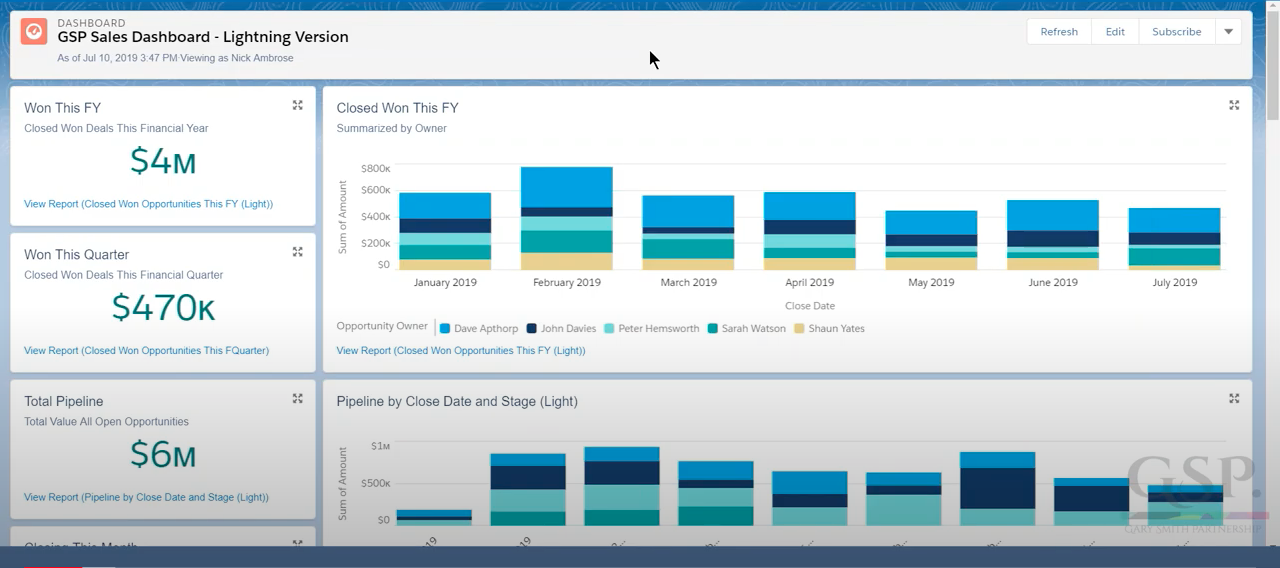 DASHBOARD
GSP Sales Dashboard - Lightning Version
As of Jul 10, 2019 3:47 PM·Viewing as Nick Ambrose
Refresh
Edit
Subscribe
Won This FY
Closed Won Deals This Financial Year
$4M
View Report (Closed Won Opportunities This FY (Light))
Won This Quarter
Closed Won Deals This Financial Quarter
$470K
View Report (Closed Won Opportunities This FQuarter)
Total Pipeline
Total Value All Open Opportunities
$6M
View Report (Pipeline by Close Date and Stage (Light))
Closing This Month
Closed Won This FY
Summarized by Owner
Sum of Amount
$800K
$600K
$400K
$200K
$0
January 2019
February 2019
March 2019
April 2019
May 2019
June 2019
July 2019
Close Date
Opportunity Owner
Dave Apthorp
John Davies
Peter Hemsworth
Sarah Watson
Shaun Yates
View Report (Closed Won Opportunities This FY (Light))
Pipeline by Close Date and Stage (Light)
Sum of Amount
$1M
$500K
$0
GSP.
GARY SMITH PARTNERSHIP